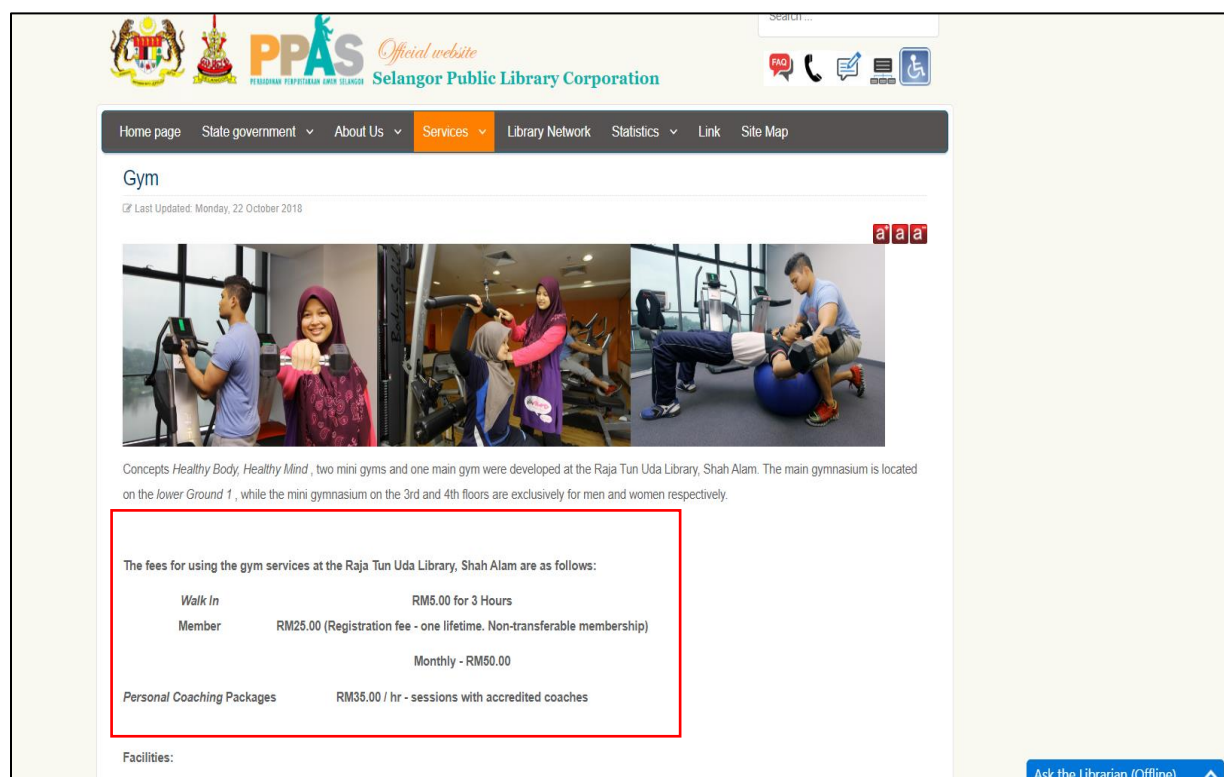 Search ...
PPAS
PERBADANAN PERPUSTAKAAN AWAM SELANGOR
Official website
Selangor Public Library Corporation
FAQ
Home page State government About Us Services Library Network Statistics Link Site Map
Gym
Last Updated: Monday, 22 October 2018
a+ a a-
Concepts Healthy Body, Healthy Mind , two mini gyms and one main gym were developed at the Raja Tun Uda Library, Shah Alam. The main gymnasium is located
on the lower Ground 1 , while the mini gymnasium on the 3rd and 4th floors are exclusively for men and women respectively.
The fees for using the gym services at the Raja Tun Uda Library, Shah Alam are as follows:
Walk In RM5.00 for 3 Hours
Member RM25.00 (Registration fee - one lifetime. Non-transferable membership)
Monthly - RM50.00
Personal Coaching Packages RM35.00 / hr - sessions with accredited coaches
Facilities:
Ask the Librarian (Offline)